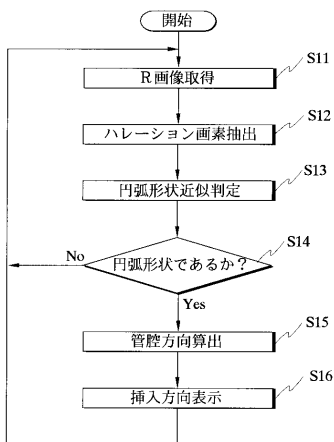 開始
S11
R画像取得
S12
ハレーション画素抽出
S13
円弧形状近似判定
S14
円弧形状であるか?
No
Yes
S15
管腔方向算出
S16
挿入方向表示